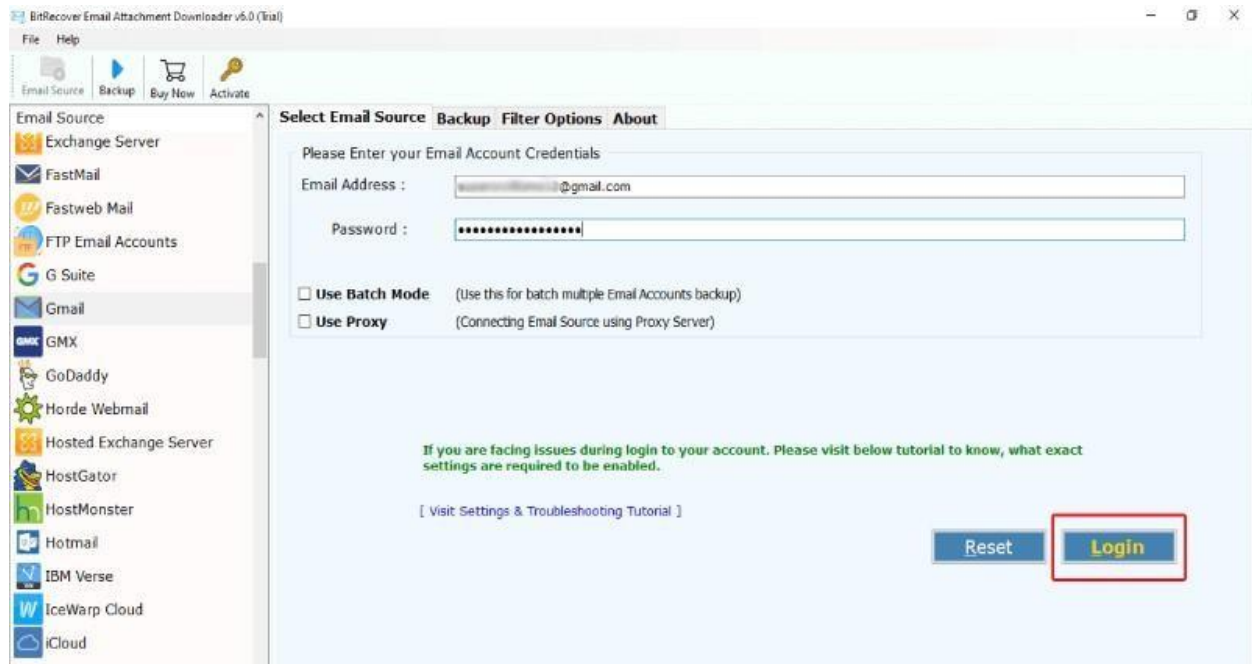 BitRecover Email Attachment Downloader v6.0 (Trial)
File Help
Email Source Backup Buy Now Activate
Email Source
Exchange Server
FastMail
Fastweb Mail
FTP Email Accounts
G Suite
Gmail
GMX
GoDaddy
Horde Webmail
Hosted Exchange Server
HostGator
HostMonster
Hotmail
IBM Verse
IceWarp Cloud
iCloud
Select Email Source Backup Filter Options About
Please Enter your Email Account Credentials
Email Address : @gmail.com
Password : •••••••••••••••••
Use Batch Mode (Use this for batch multiple Email Accounts backup)
Use Proxy (Connecting Email Source using Proxy Server)
If you are facing issues during login to your account. Please visit below tutorial to know, what exact
settings are required to be enabled.
[ Visit Settings & Troubleshooting Tutorial ]
Reset Login